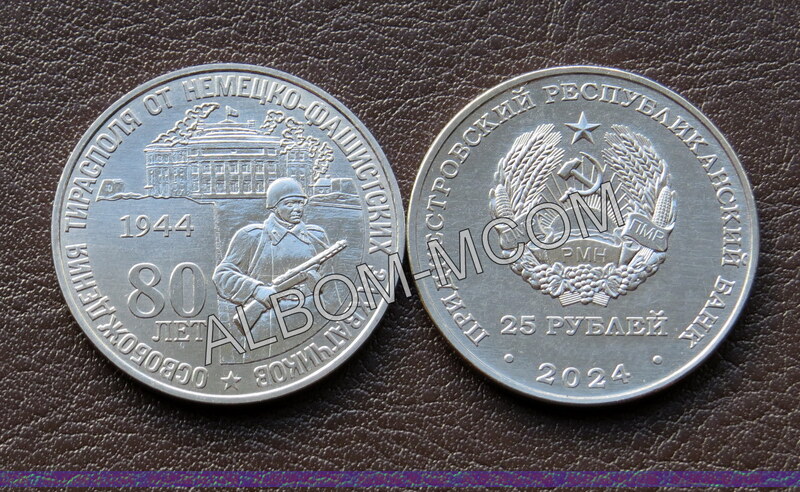 ОСВОБОЖДЕНИЯ ТИРАСПОЛЯ ОТ НЕМЕЦКО-ФАШИСТСКИХ ЗАХВАТЧИКОВ
1944
80
ЛЕТ
ПРИДНЕСТРОВСКИЙ РЕСПУБЛИКАНСКИЙ БАНК
ПМР
РМН
25 РУБЛЕЙ
2024
ALBOM-MCOM